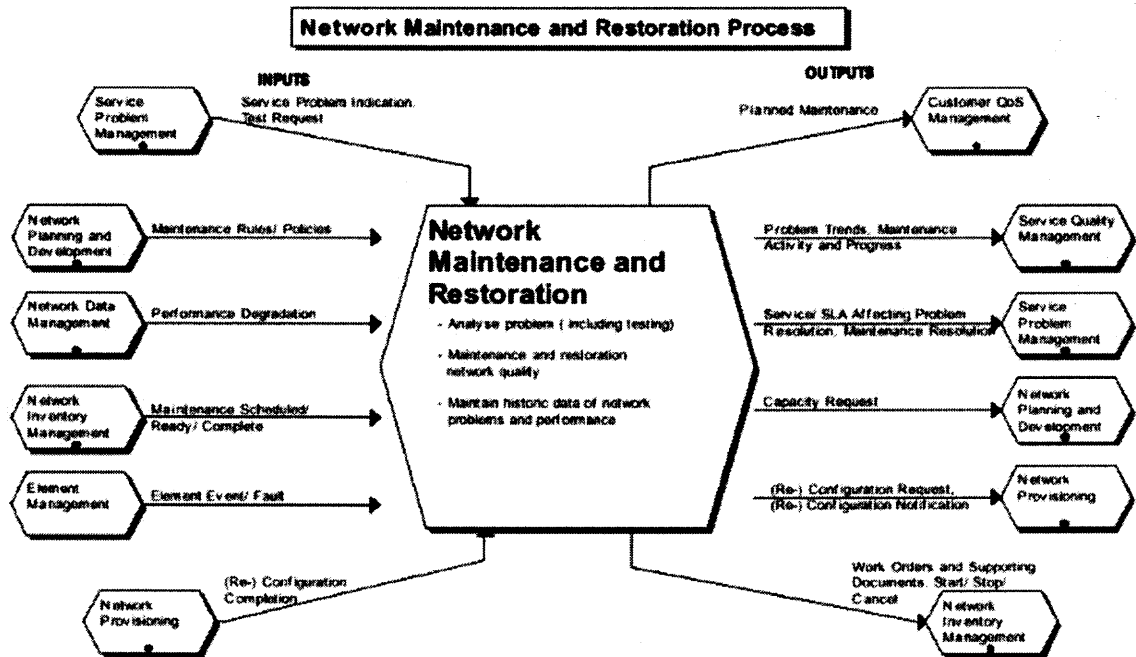 Network Maintenance and Restoration Process
INPUTS
OUTPUTS
Service
Problem
Management
Service Problem Indication,
Test Request
Planned Maintenance
Customer QoS
Management
Network
Planning and
Development
Maintenance Rules/ Policies
Network Data
Management
Performance Degradation
Network
Inventory
Management
Maintenance Scheduled/
Ready/ Complete
Element
Management
Element Event/ Fault
Network
Provisioning
(Re-) Configuration
Completion
Network
Maintenance and
Restoration
- Analyse problem ( including testing)
- Maintenance and restoration
network quality
- Maintain historic data of network
problems and performance
Problem Trends, Maintenance
Activity and Progress
Service Quality
Management
Service/ SLA Affecting Problem
Resolution, Maintenance Resolution
Service
Problem
Management
Capacity Request
Network
Planning and
Development
(Re-) Configuration Request,
(Re-) Configuration Notification
Network
Provisioning
Work Orders and Supporting
Documents, Start/ Stop/
Cancel
Network
Inventory
Management